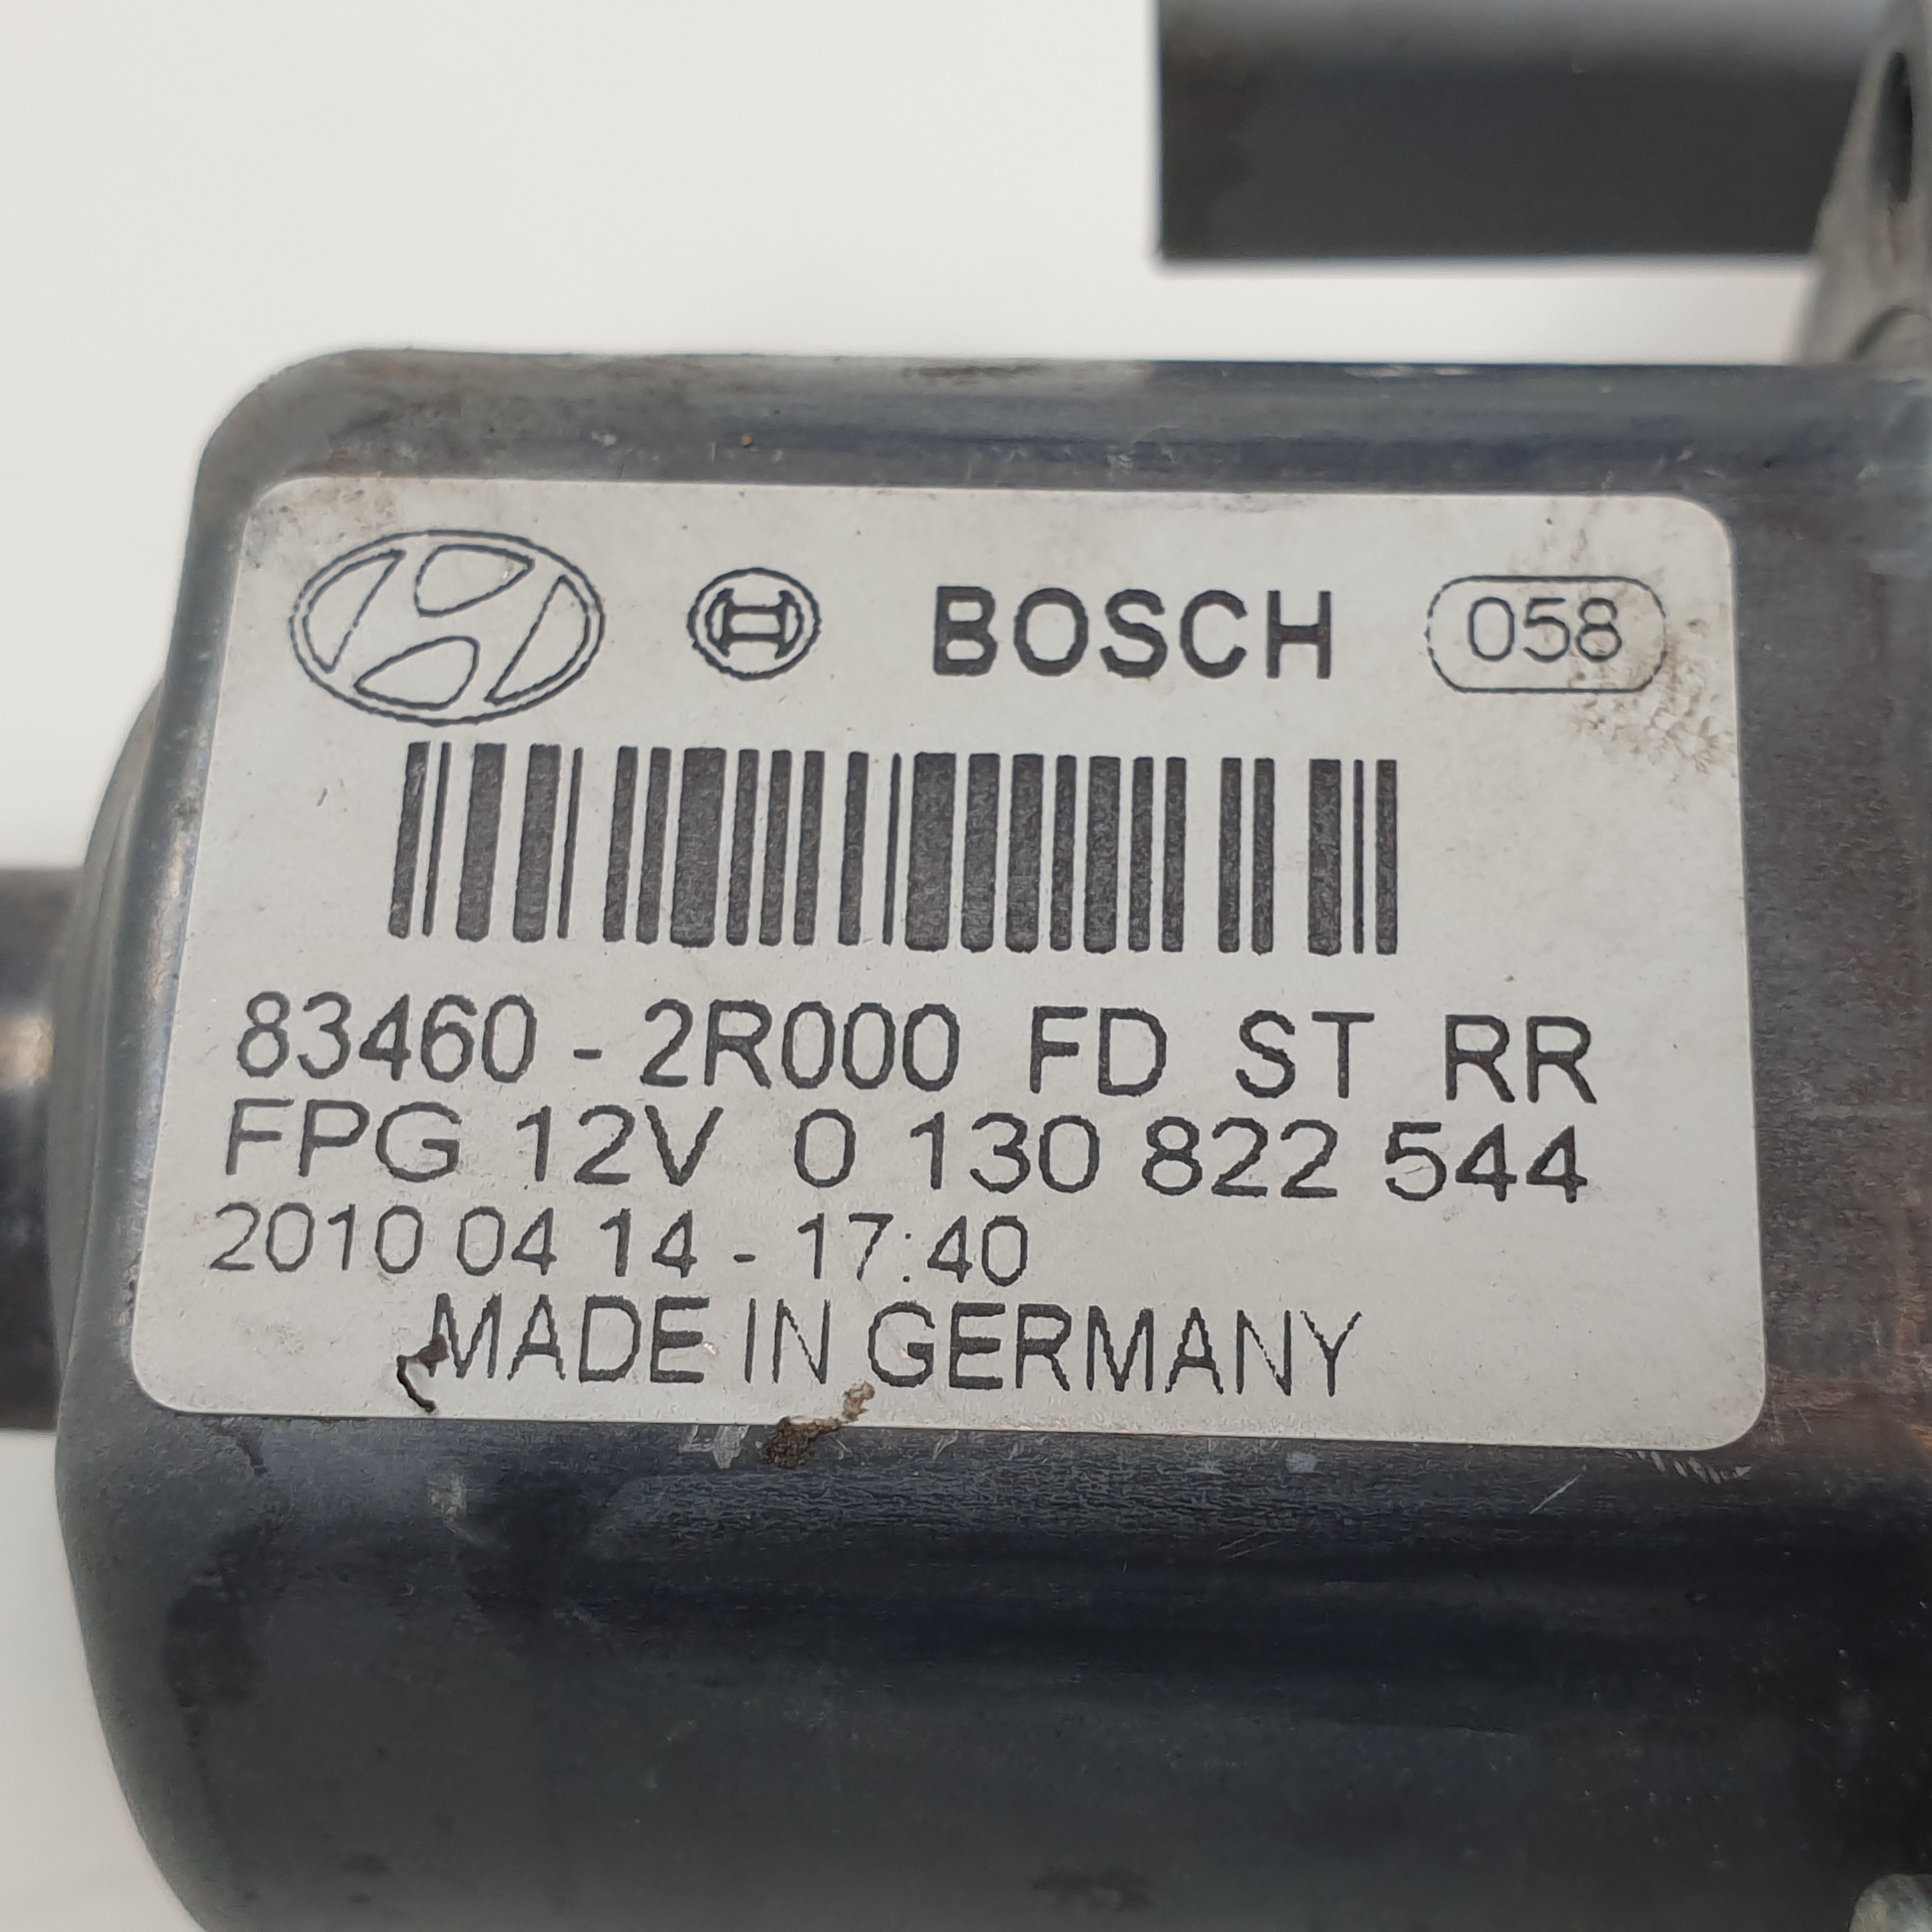 BOSCH 058
83460 - 2R000 FD ST RR
FPG 12V 0 130 822 544
2010 04 14 - 17:40
MADE IN GERMANY